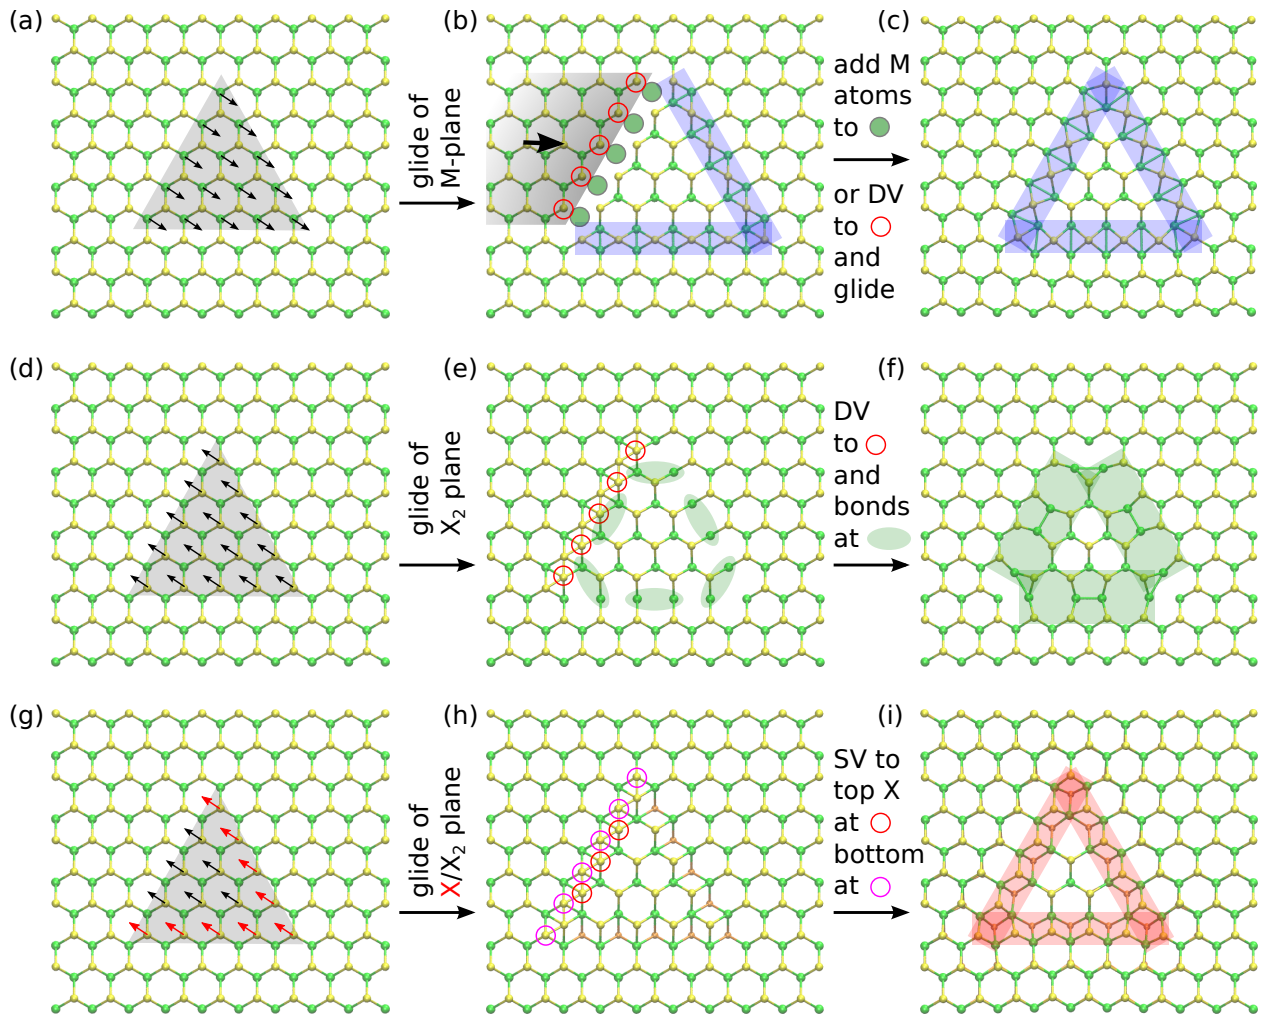 (a)
glide of
M-plane
(b)
add M
atoms
to
or DV
to
and
glide
(c)
(d)
glide of
X₂ plane
(e)
DV
to
and
bonds
at
(f)
(g)
glide of
X/X₂ plane
(h)
SV to
top X
at
bottom
at
(i)